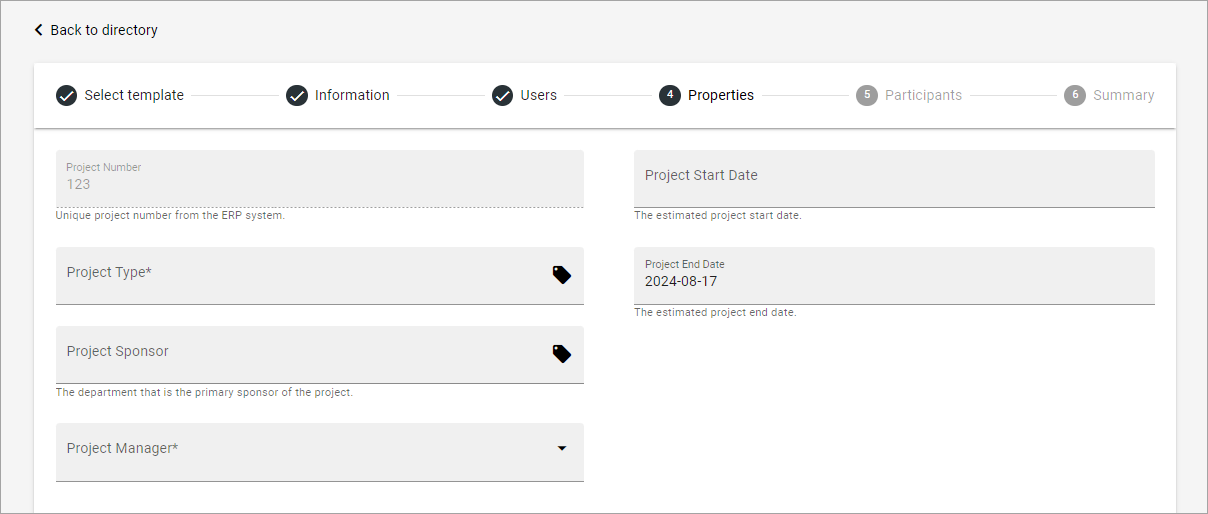 Back to directory
Select template
Information
Users
4 Properties
5 Participants
6 Summary
Project Number
123
Unique project number from the ERP system.
Project Type*
Project Sponsor
The department that is the primary sponsor of the project.
Project Manager*
Project Start Date
The estimated project start date.
Project End Date
2024-08-17
The estimated project end date.